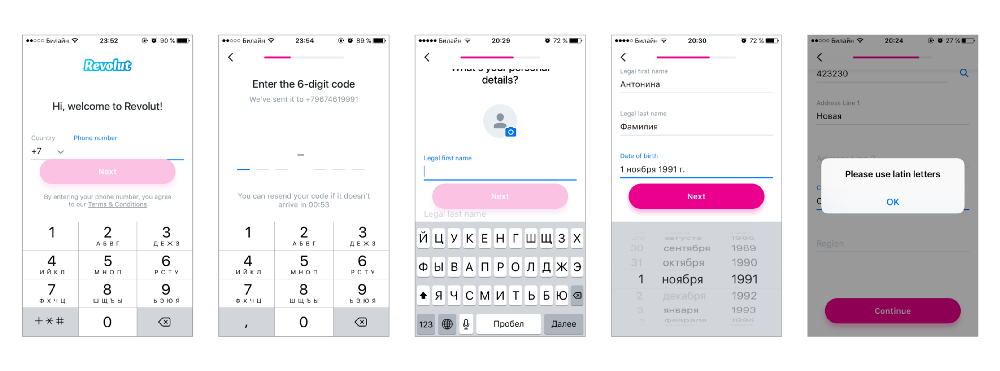 Билайн 23:52 90 %
Revolut
Hi, welcome to Revolut!
Country Phone number
+7
Next
By entering your phone number, you agree
to our Terms & Conditions
1 2 3
АБВГ ДЕЖЗ
4 5 6
ИЙКЛ МНОП РСТУ
7 8 9
ФХЧЦ ШЩЪЫ ЬЭЮЯ
+*# 0
Билайн 23:54 89 %
Enter the 6-digit code
We've sent it to +79674619991
You can resend your code if it doesn't
arrive in 00:53
1 2 3
АБВГ ДЕЖЗ
4 5 6
ИЙКЛ МНОП РСТУ
7 8 9
ФХЧЦ ШЩЪЫ ЬЭЮЯ
, 0
Билайн 20:29 72 %
What's your personal
details?
Legal first name
Next
Legal last name
Й Ц У К Е Н Г Ш Щ З Х
Ф Ы В А П Р О Л Д Ж Э
Я Ч С М И Т Ь Б Ю
123 Пробел Далее
Билайн 20:30 72 %
Legal first name
Антонина
Legal last name
Фамилия
Date of birth
1 ноября 1991 г.
Next
августа
30 сентября 1989
31 октября 1990
1 ноября 1991
2 декабря 1992
3 января 1993
февраля
Билайн 20:24 27 %
423230
Address Line 1
Новая
Please use latin letters
OK
Region
Continue